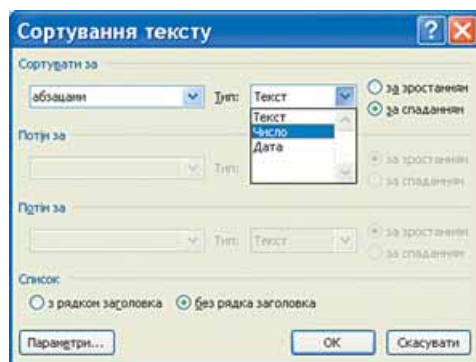 Сортування тексту
Сортувати за
абзацами Тип: Текст за зростанням
за спаданням
Текст
Число
Дата
Потім за
Тип: за зростанням
за спаданням
Потім за
Тип: Текст за зростанням
за спаданням
Список
з рядком заголовка без рядка заголовка
Параметри... ОК Скасувати